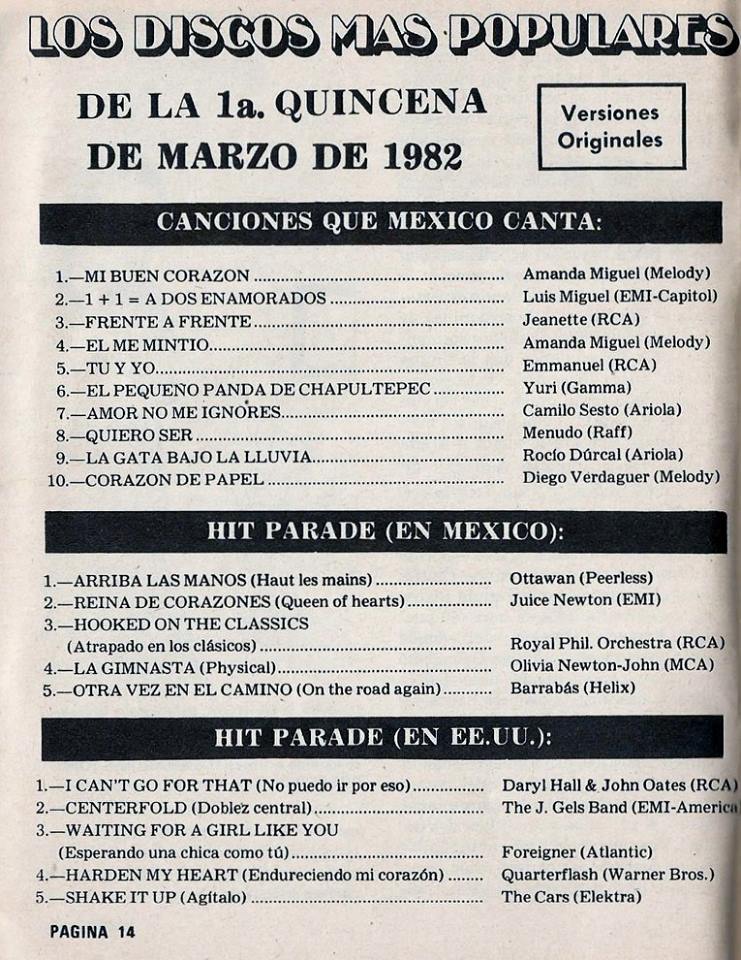 LOS DISCOS MAS POPULARES
DE LA 1a. QUINCENA
DE MARZO DE 1982
Versiones
Originales
CANCIONES QUE MEXICO CANTA:
1.—MI BUEN CORAZON ........ Amanda Miguel (Melody)
2.—1 + 1 = A DOS ENAMORADOS ........ Luis Miguel (EMI-Capitol)
3.—FRENTE A FRENTE ........ Jeanette (RCA)
4.—EL ME MINTIO ........ Amanda Miguel (Melody)
5.—TU Y YO ........ Emmanuel (RCA)
6.—EL PEQUEÑO PANDA DE CHAPULTEPEC ........ Yuri (Gamma)
7.—AMOR NO ME IGNORES ........ Camilo Sesto (Ariola)
8.—QUIERO SER ........ Menudo (Raff)
9.—LA GATA BAJO LA LLUVIA ........ Rocío Dúrcal (Ariola)
10.—CORAZON DE PAPEL ........ Diego Verdaguer (Melody)
HIT PARADE (EN MEXICO):
1.—ARRIBA LAS MANOS (Haut les mains) ........ Ottawan (Peerless)
2.—REINA DE CORAZONES (Queen of hearts) ........ Juice Newton (EMI)
3.—HOOKED ON THE CLASSICS
(Atrapado en los clásicos) ........ Royal Phil. Orchestra (RCA)
4.—LA GIMNASTA (Physical) ........ Olivia Newton-John (MCA)
5.—OTRA VEZ EN EL CAMINO (On the road again) ........ Barrabás (Helix)
HIT PARADE (EN EE.UU.):
1.—I CAN'T GO FOR THAT (No puedo ir por eso) ........ Daryl Hall & John Oates (RCA)
2.—CENTERFOLD (Doblez central) ........ The J. Gels Band (EMI-America
3.—WAITING FOR A GIRL LIKE YOU
(Esperando una chica como tú) ........ Foreigner (Atlantic)
4.—HARDEN MY HEART (Endureciendo mi corazón) ........ Quarterflash (Warner Bros.)
5.—SHAKE IT UP (Agítalo) ........ The Cars (Elektra)
PAGINA 14